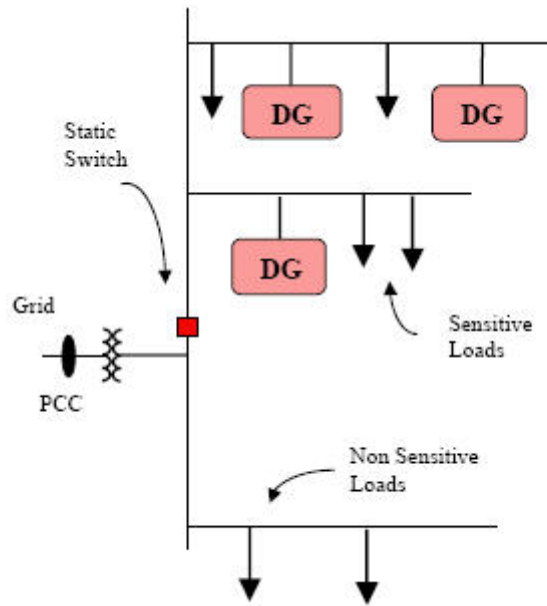 DG
DG
Static
Switch
DG
Grid
Sensitive
Loads
PCC
Non Sensitive
Loads